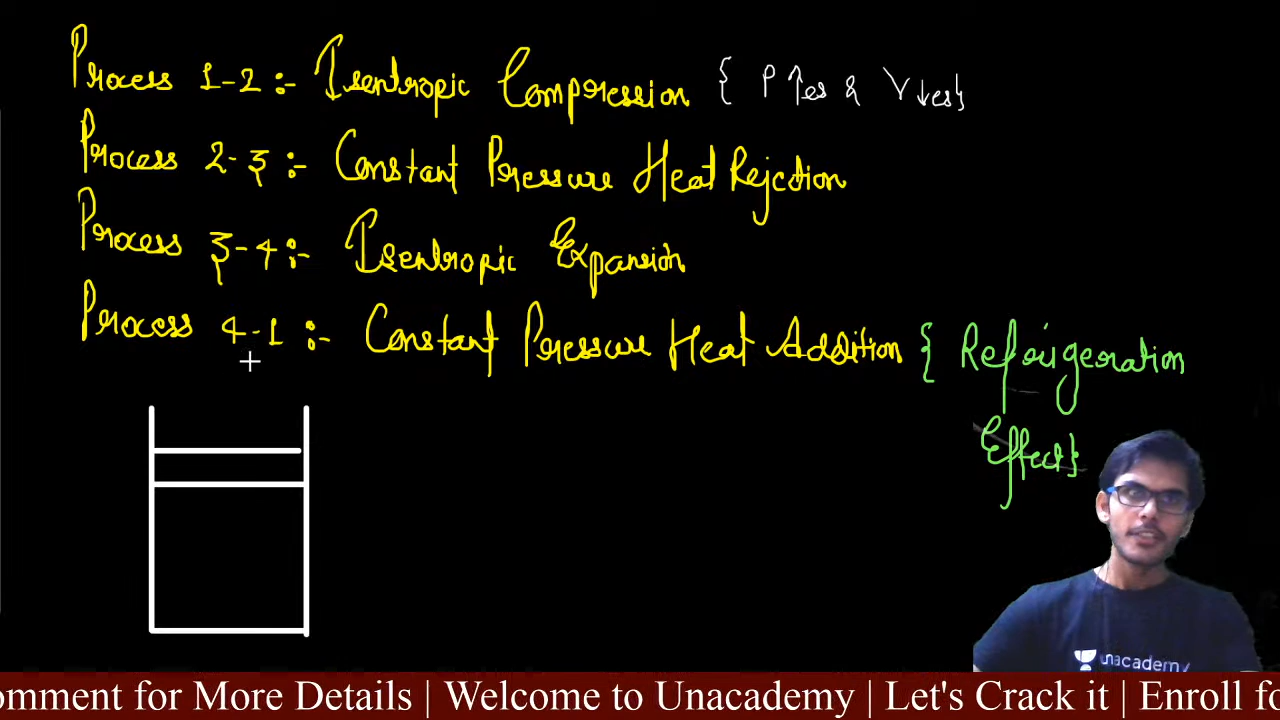 Process 1-2 :- Isentropic Compression { P↑es & V↓es}
Process 2-3 :- Constant Pressure Heat Rejction
Process 3-4 :- Isentropic Expansion
Process 4-1 :- Constant Pressure Heat Addition { Refrigeration
Effect}
unacademy
omment for More Details | Welcome to Unacademy | Let's Crack it | Enroll fo